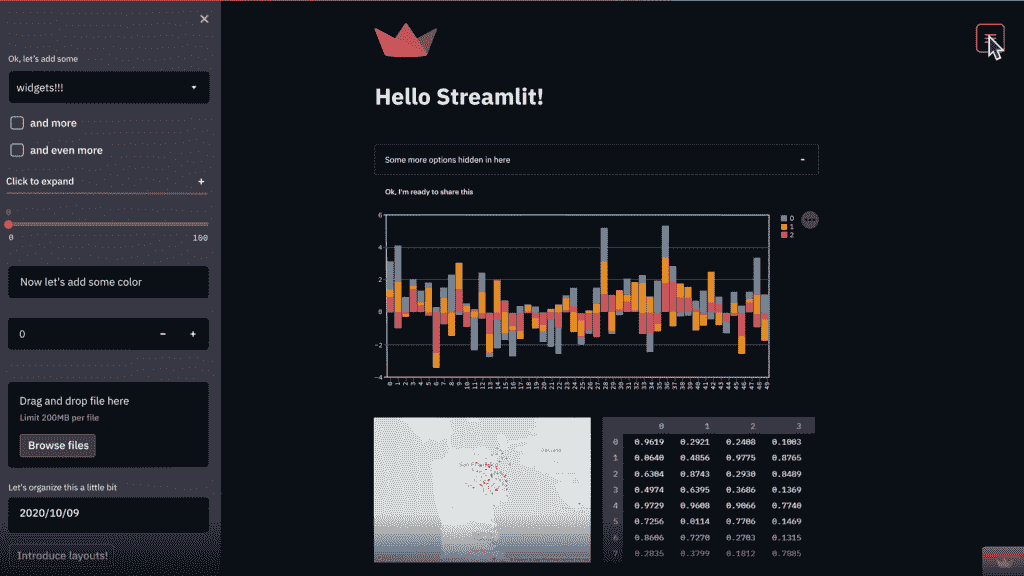 Ok, let's add some
widgets!!!
and more
and even more
Click to expand +
0
0 100
Now let's add some color
0 - +
Drag and drop file here
Limit 200MB per file
Browse files
Let's organize this a little bit
2020/10/09
Introduce layouts!
Hello Streamlit!
Some more options hidden in here -
Ok, I'm ready to share this
6
4
2
0
−2
−4
0 1 2 3 4 5 6 7 8 9 10 11 12 13 14 15 16 17 18 19 20 21 22 23 24 25 26 27 28 29 30 31 32 33 34 35 36 37 38 39 40 41 42 43 44 45 46 47 48 49
0
1
2
Oakland
0 1 2 3
0 0.9619 0.2921 0.2408 0.1003
1 0.0640 0.4856 0.9775 0.8765
2 0.6304 0.8743 0.2930 0.8489
3 0.4974 0.6395 0.3686 0.1369
4 0.9729 0.9608 0.9066 0.7740
5 0.7256 0.0114 0.7706 0.1469
6 0.8606 0.7270 0.2703 0.1315
7 0.2835 0.3799 0.1812 0.7885